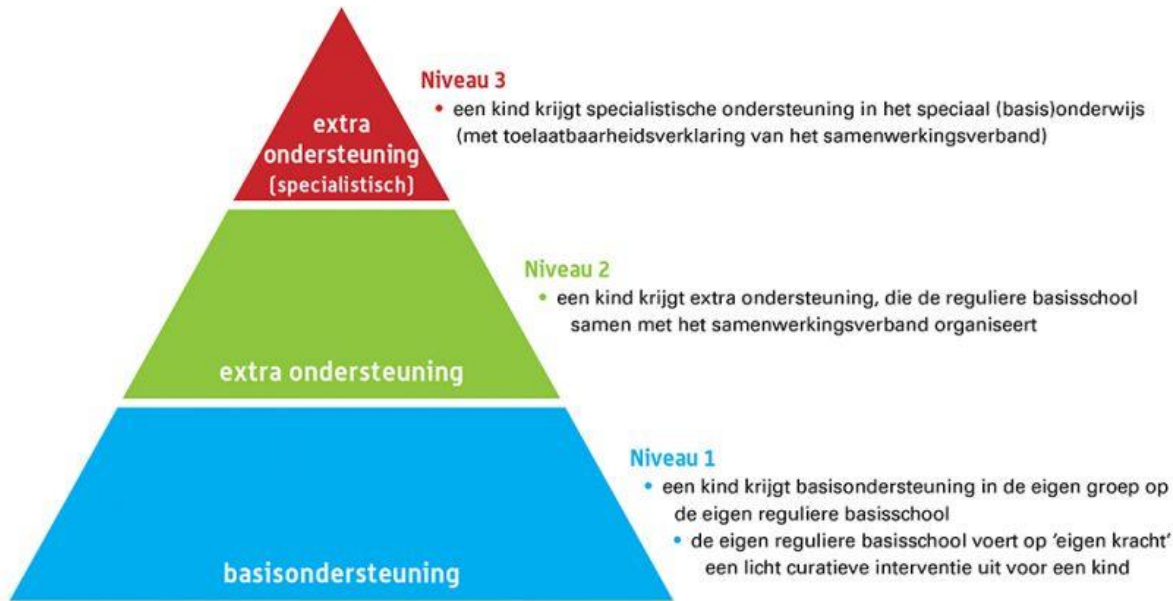 Niveau 3
• een kind krijgt specialistische ondersteuning in het speciaal (basis)onderwijs
(met toelaatbaarheidsverklaring van het samenwerkingsverband)
extra
ondersteuning
(specialistisch)
Niveau 2
• een kind krijgt extra ondersteuning, die de reguliere basisschool
samen met het samenwerkingsverband organiseert
extra ondersteuning
Niveau 1
• een kind krijgt basisondersteuning in de eigen groep op
de eigen reguliere basisschool
• de eigen reguliere basisschool voert op ‘eigen kracht’
een licht curatieve interventie uit voor een kind
basisondersteuning